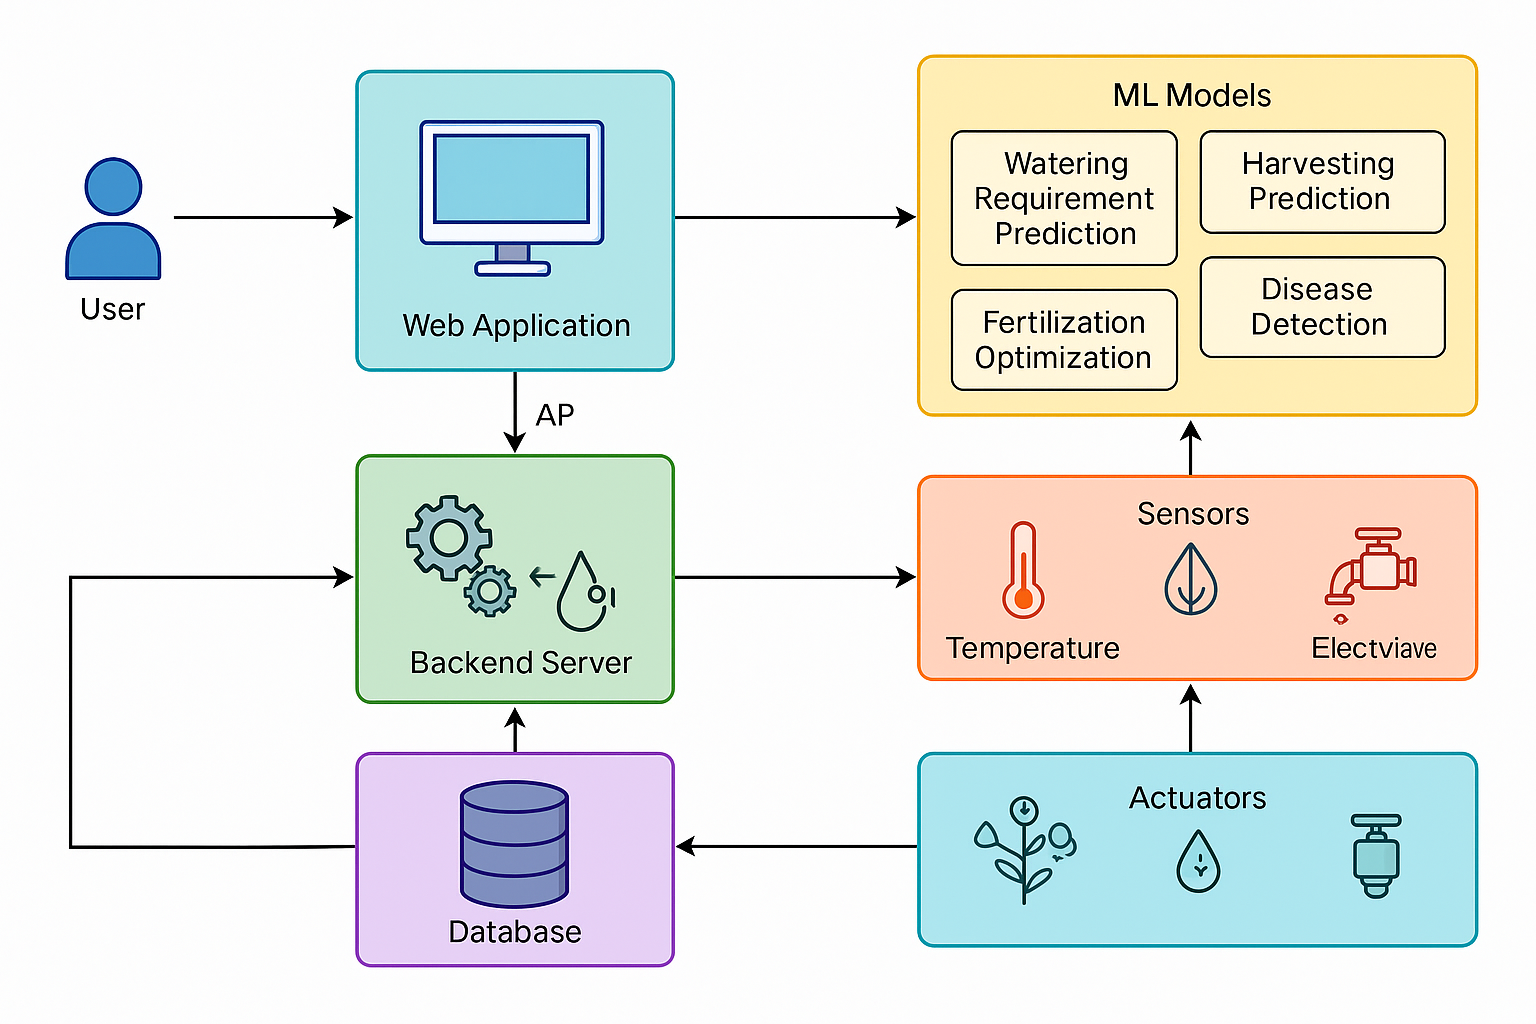 User
Web Application
AP
ML Models
Watering
Requirement
Prediction
Harvesting
Prediction
Fertilization
Optimization
Disease
Detection
Backend Server
Sensors
Temperature
Electviave
Database
Actuators